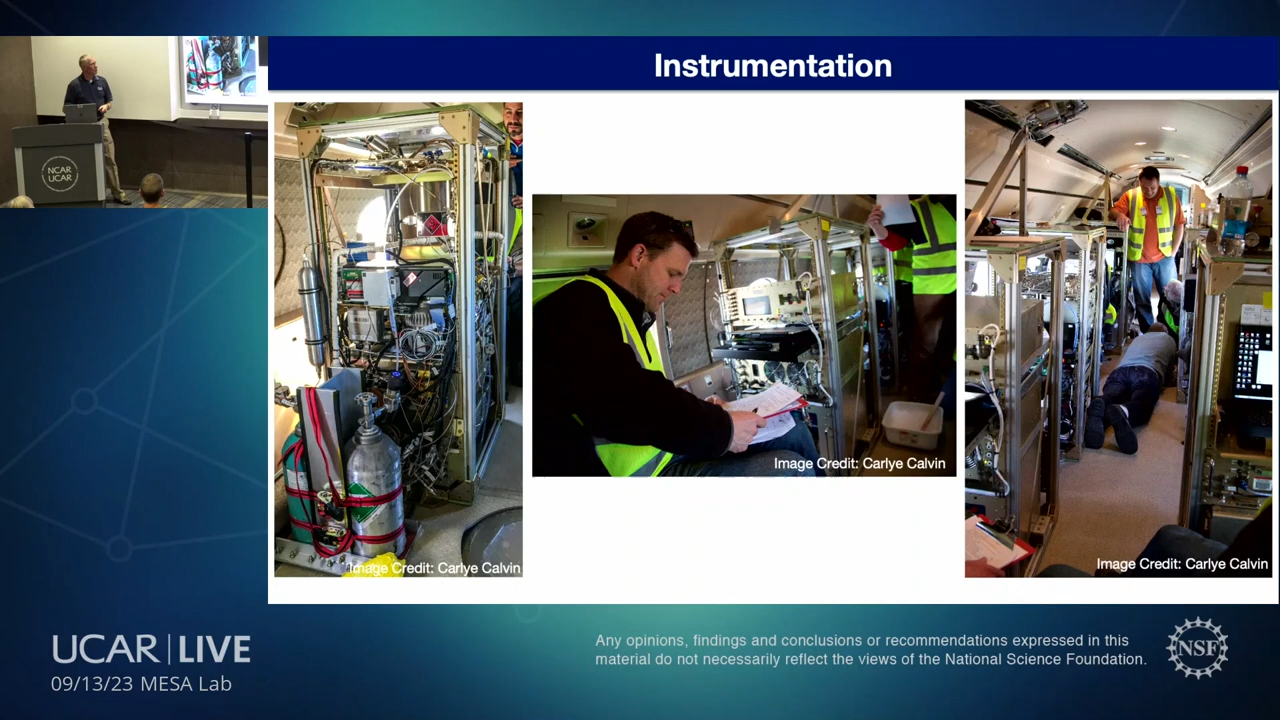 Instrumentation
NCAR
UCAR
Image Credit: Carlye Calvin
Image Credit: Carlye Calvin
Image Credit: Carlye Calvin
UCAR | LIVE
09/13/23 MESA Lab
Any opinions, findings and conclusions or recommendations expressed in this
material do not necessarily reflect the views of the National Science Foundation.
NSF